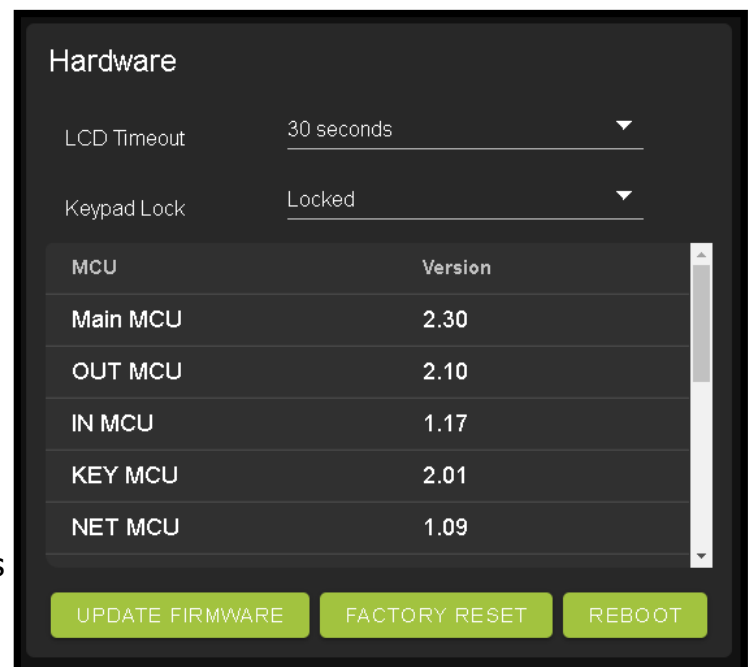 Hardware
LCD Timeout 30 seconds
Keypad Lock Locked
MCU Version
Main MCU 2.30
OUT MCU 2.10
IN MCU 1.17
KEY MCU 2.01
NET MCU 1.09
s
UPDATE FIRMWARE FACTORY RESET REBOOT